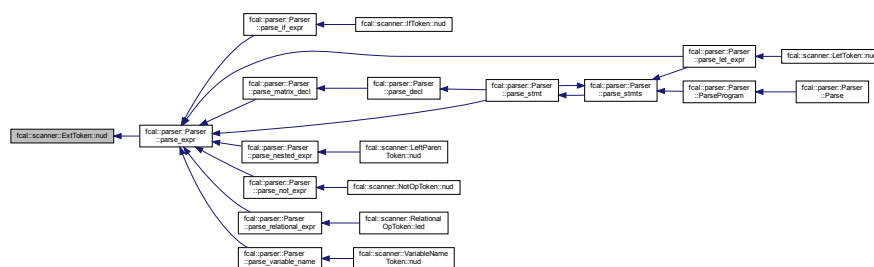 fcal::parser::Parser
::parse_if_expr
fcal::scanner::IfToken::nud
fcal::parser::Parser
::parse_let_expr
fcal::scanner::LetToken::nud
fcal::parser::Parser
::parse_matrix_decl
fcal::parser::Parser
::parse_decl
fcal::parser::Parser
::parse_stmt
fcal::parser::Parser
::parse_stmts
fcal::parser::Parser
::ParseProgram
fcal::parser::Parser
::Parse
fcal::scanner::ExtToken::nud
fcal::parser::Parser
::parse_expr
fcal::parser::Parser
::parse_nested_expr
fcal::scanner::LeftParen
Token::nud
fcal::parser::Parser
::parse_not_expr
fcal::scanner::NotOpToken::nud
fcal::parser::Parser
::parse_relational_expr
fcal::scanner::Relational
OpToken::led
fcal::parser::Parser
::parse_variable_name
fcal::scanner::VariableName
Token::nud